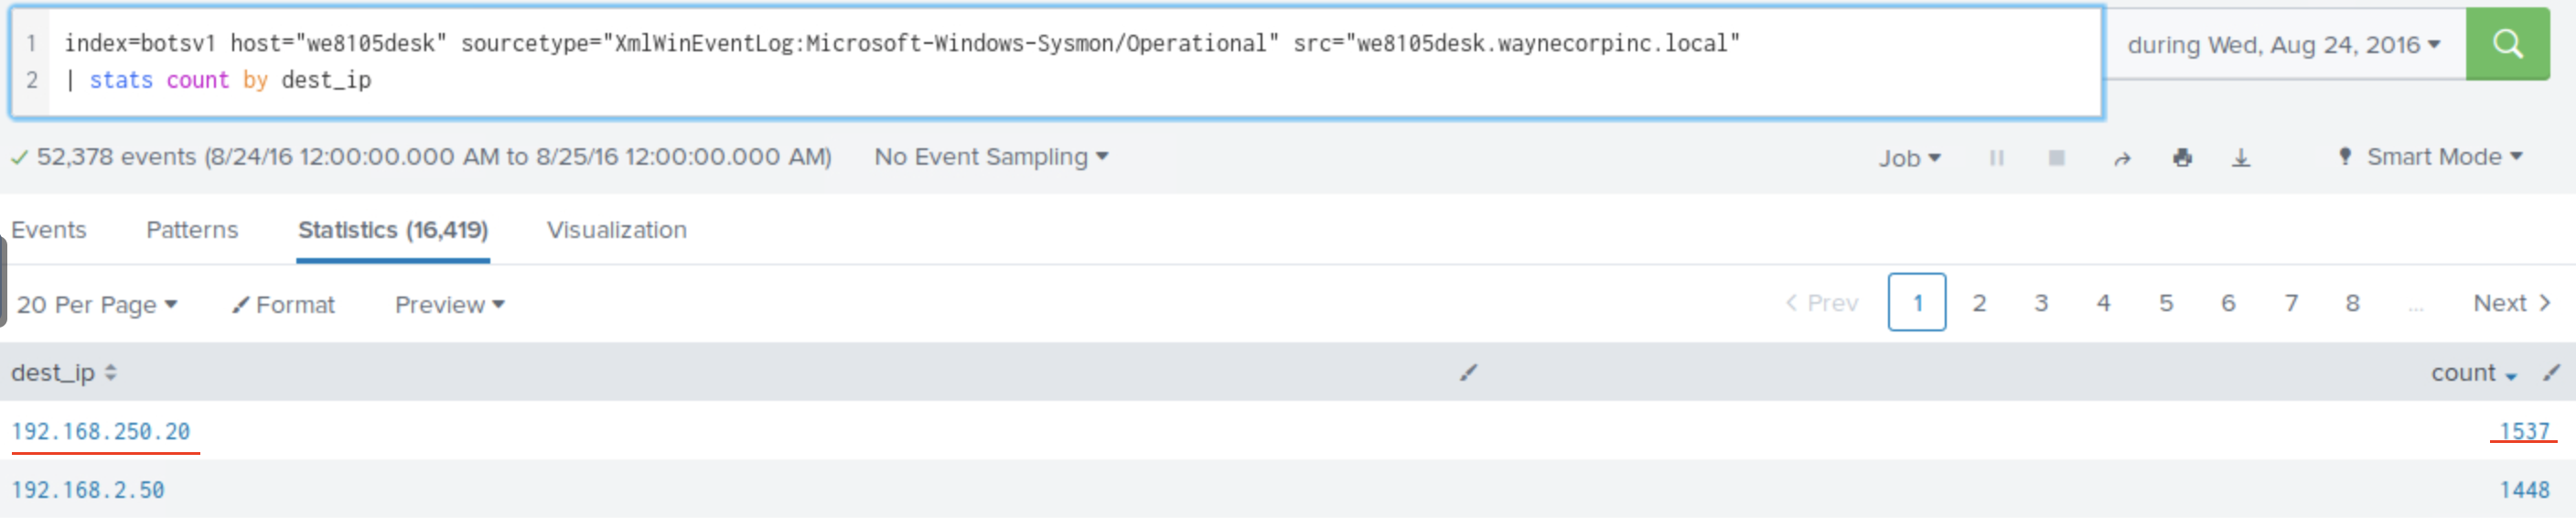 1 index=botsv1 host="we8105desk" sourcetype="XmlWinEventLog:Microsoft-Windows-Sysmon/Operational" src="we8105desk.waynecorpinc.local"
2 | stats count by dest_ip
during Wed, Aug 24, 2016
52,378 events (8/24/16 12:00:00.000 AM to 8/25/16 12:00:00.000 AM) No Event Sampling Job Smart Mode
Events Patterns Statistics (16,419) Visualization
20 Per Page Format Preview < Prev 1 2 3 4 5 6 7 8 ... Next >
dest_ip count
192.168.250.20 1537
192.168.2.50 1448